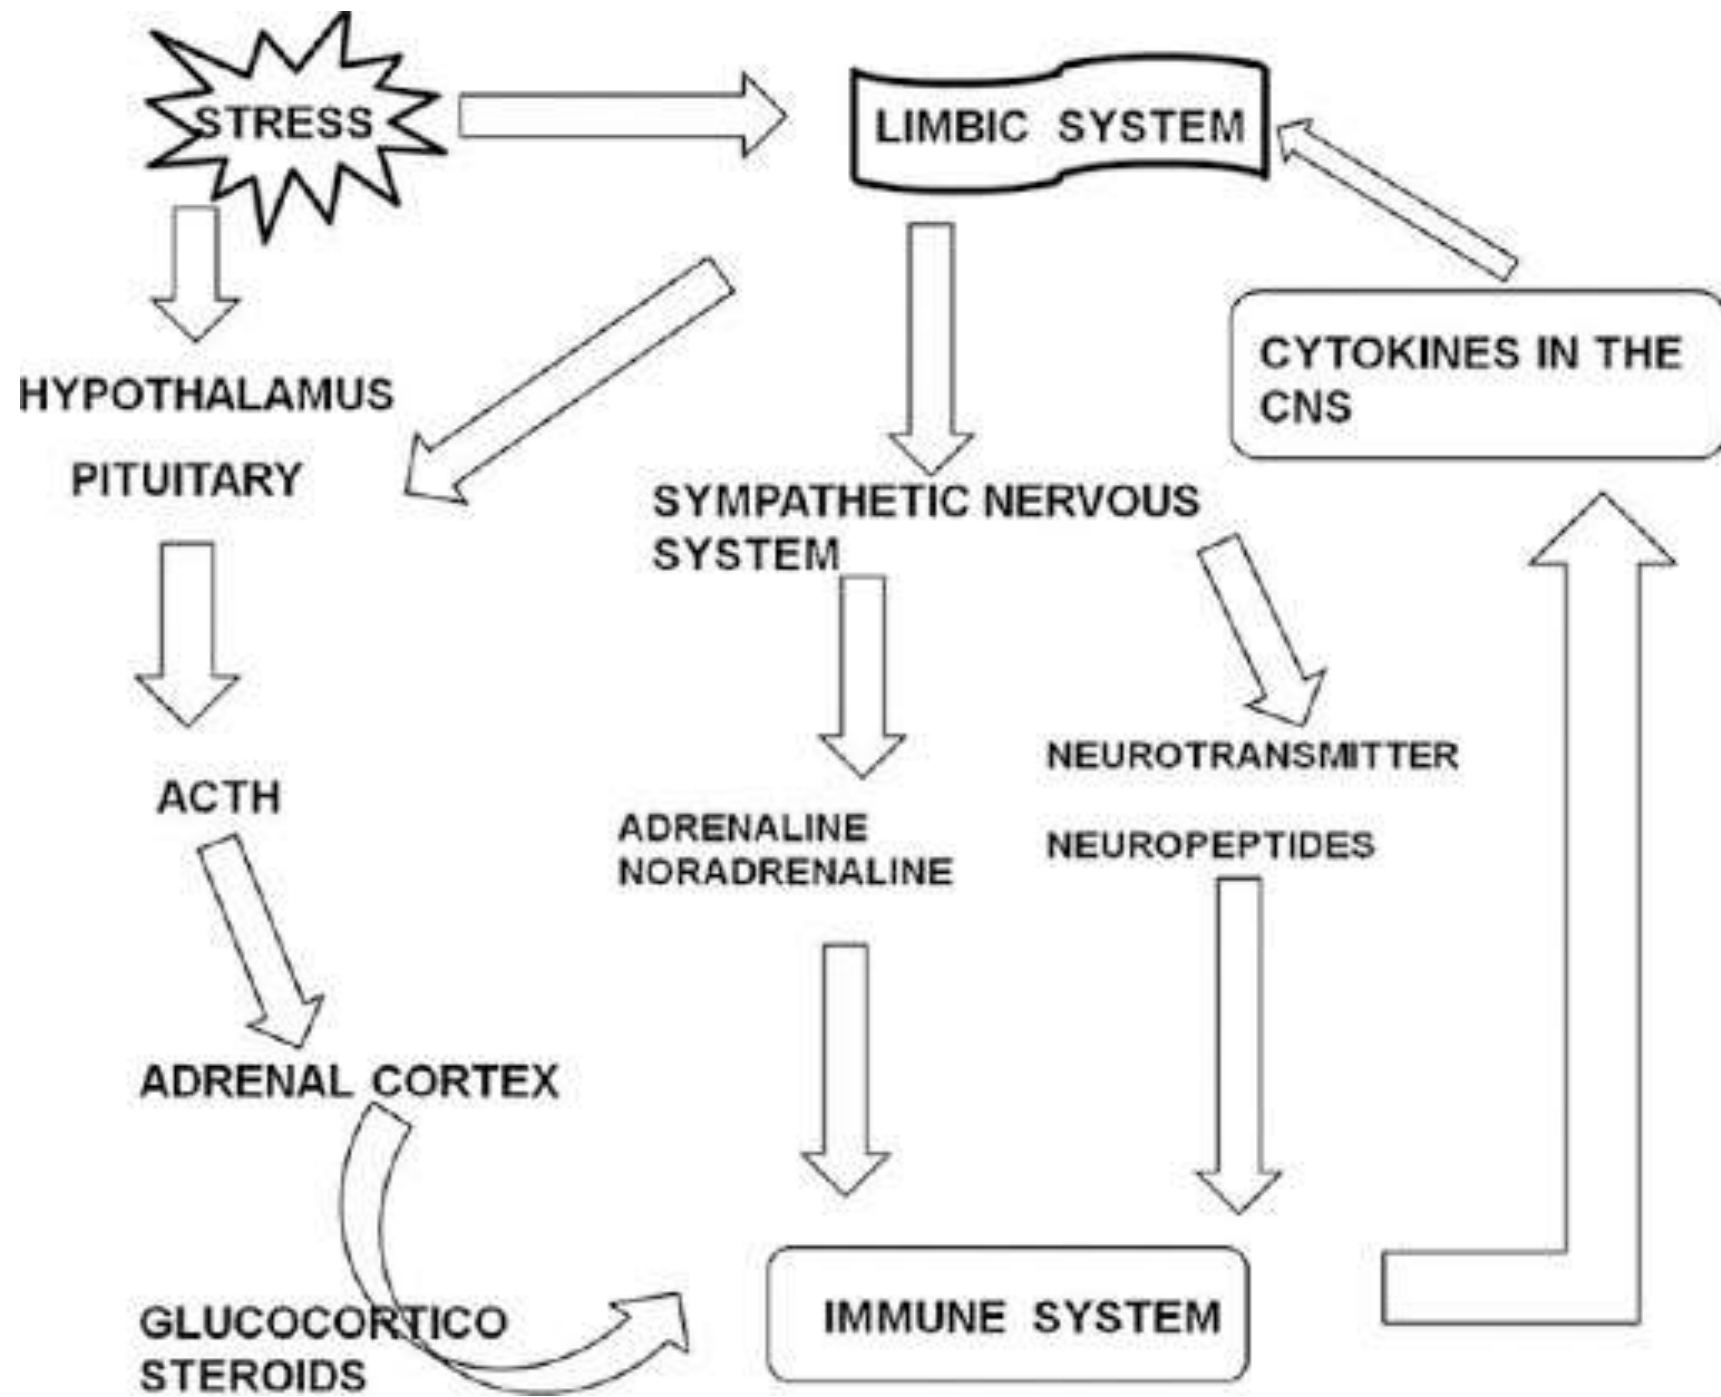 STRESS
LIMBIC SYSTEM
CYTOKINES IN THE
CNS
HYPOTHALAMUS
PITUITARY
SYMPATHETIC NERVOUS
SYSTEM
NEUROTRANSMITTER
ACTH
ADRENALINE
NORADRENALINE
NEUROPEPTIDES
ADRENAL CORTEX
GLUCOCORTICO
STEROIDS
IMMUNE SYSTEM